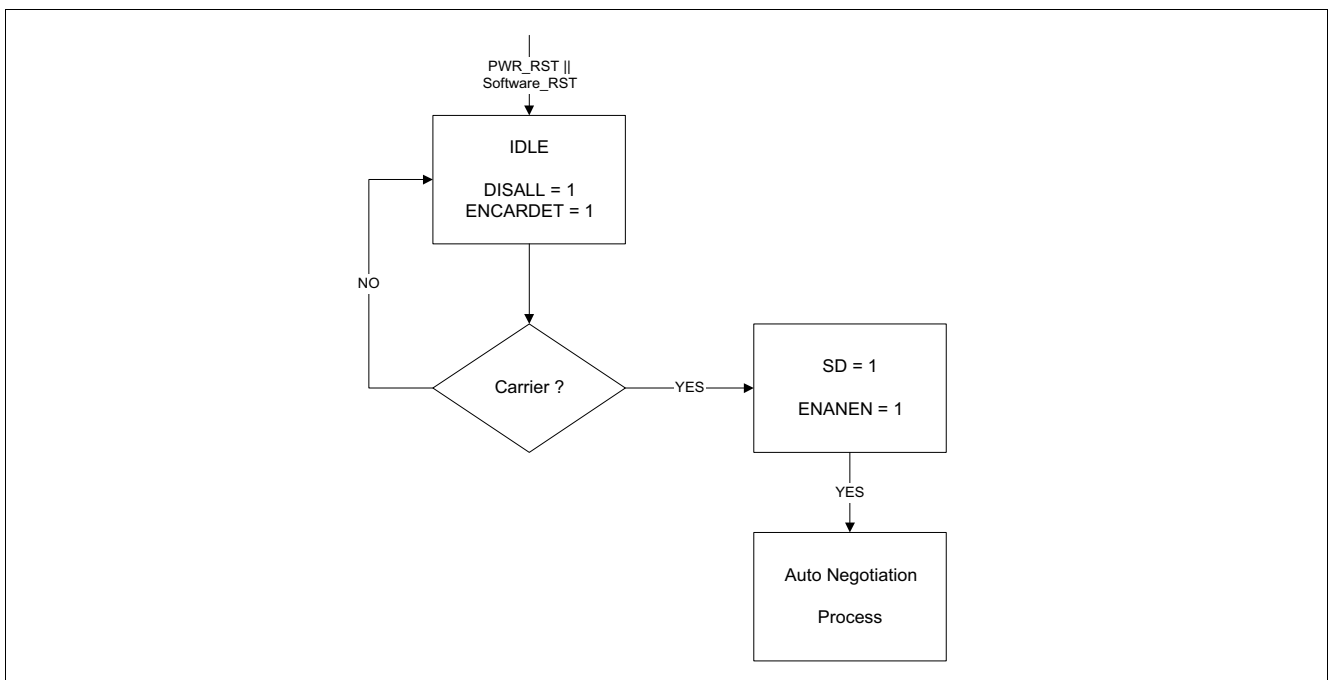 PWR_RST ||
Software_RST
IDLE
DISALL = 1
ENCARDET = 1
NO
Carrier ?
YES
SD = 1
ENANEN = 1
YES
Auto Negotiation
Process